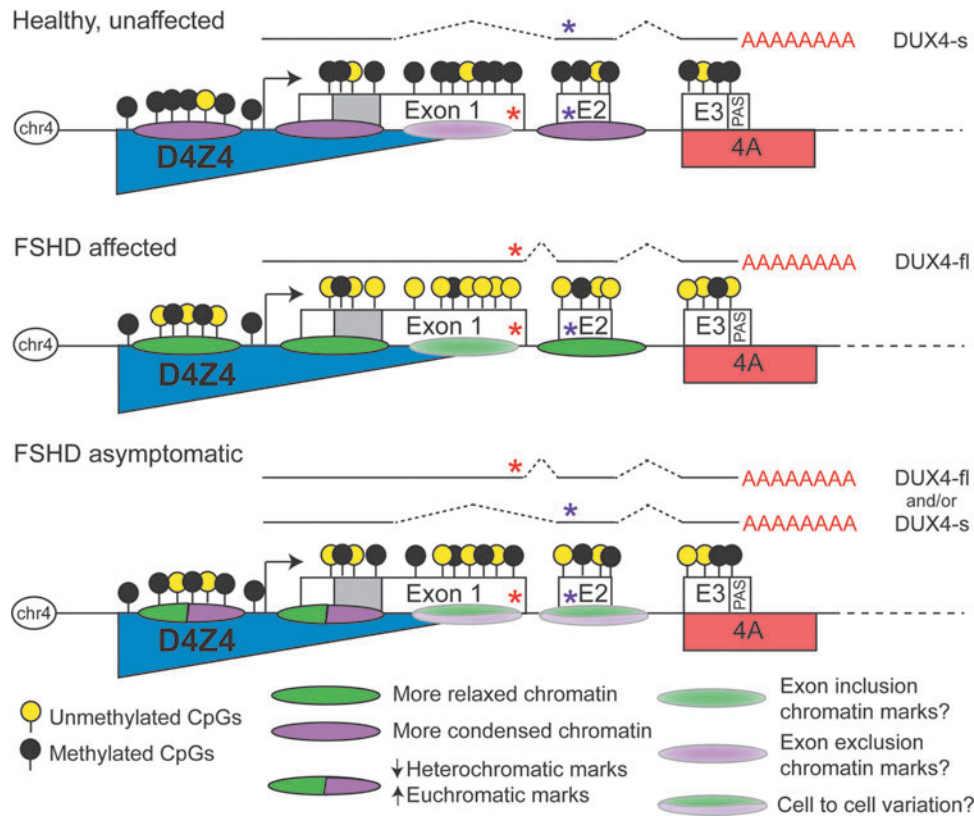 Healthy, unaffected
*
AAAAAAAA DUX4-s
chr4 D4Z4 Exon 1 * * E2 E3 PAS 4A
FSHD affected
* AAAAAAAA DUX4-fl
chr4 D4Z4 Exon 1 * * E2 E3 PAS 4A
FSHD asymptomatic
* AAAAAAAA DUX4-fl
and/or
* AAAAAAAA DUX4-s
chr4 D4Z4 Exon 1 * * E2 E3 PAS 4A
Unmethylated CpGs
Methylated CpGs
More relaxed chromatin
More condensed chromatin
↓Heterochromatic marks
↑Euchromatic marks
Exon inclusion
chromatin marks?
Exon exclusion
chromatin marks?
Cell to cell variation?